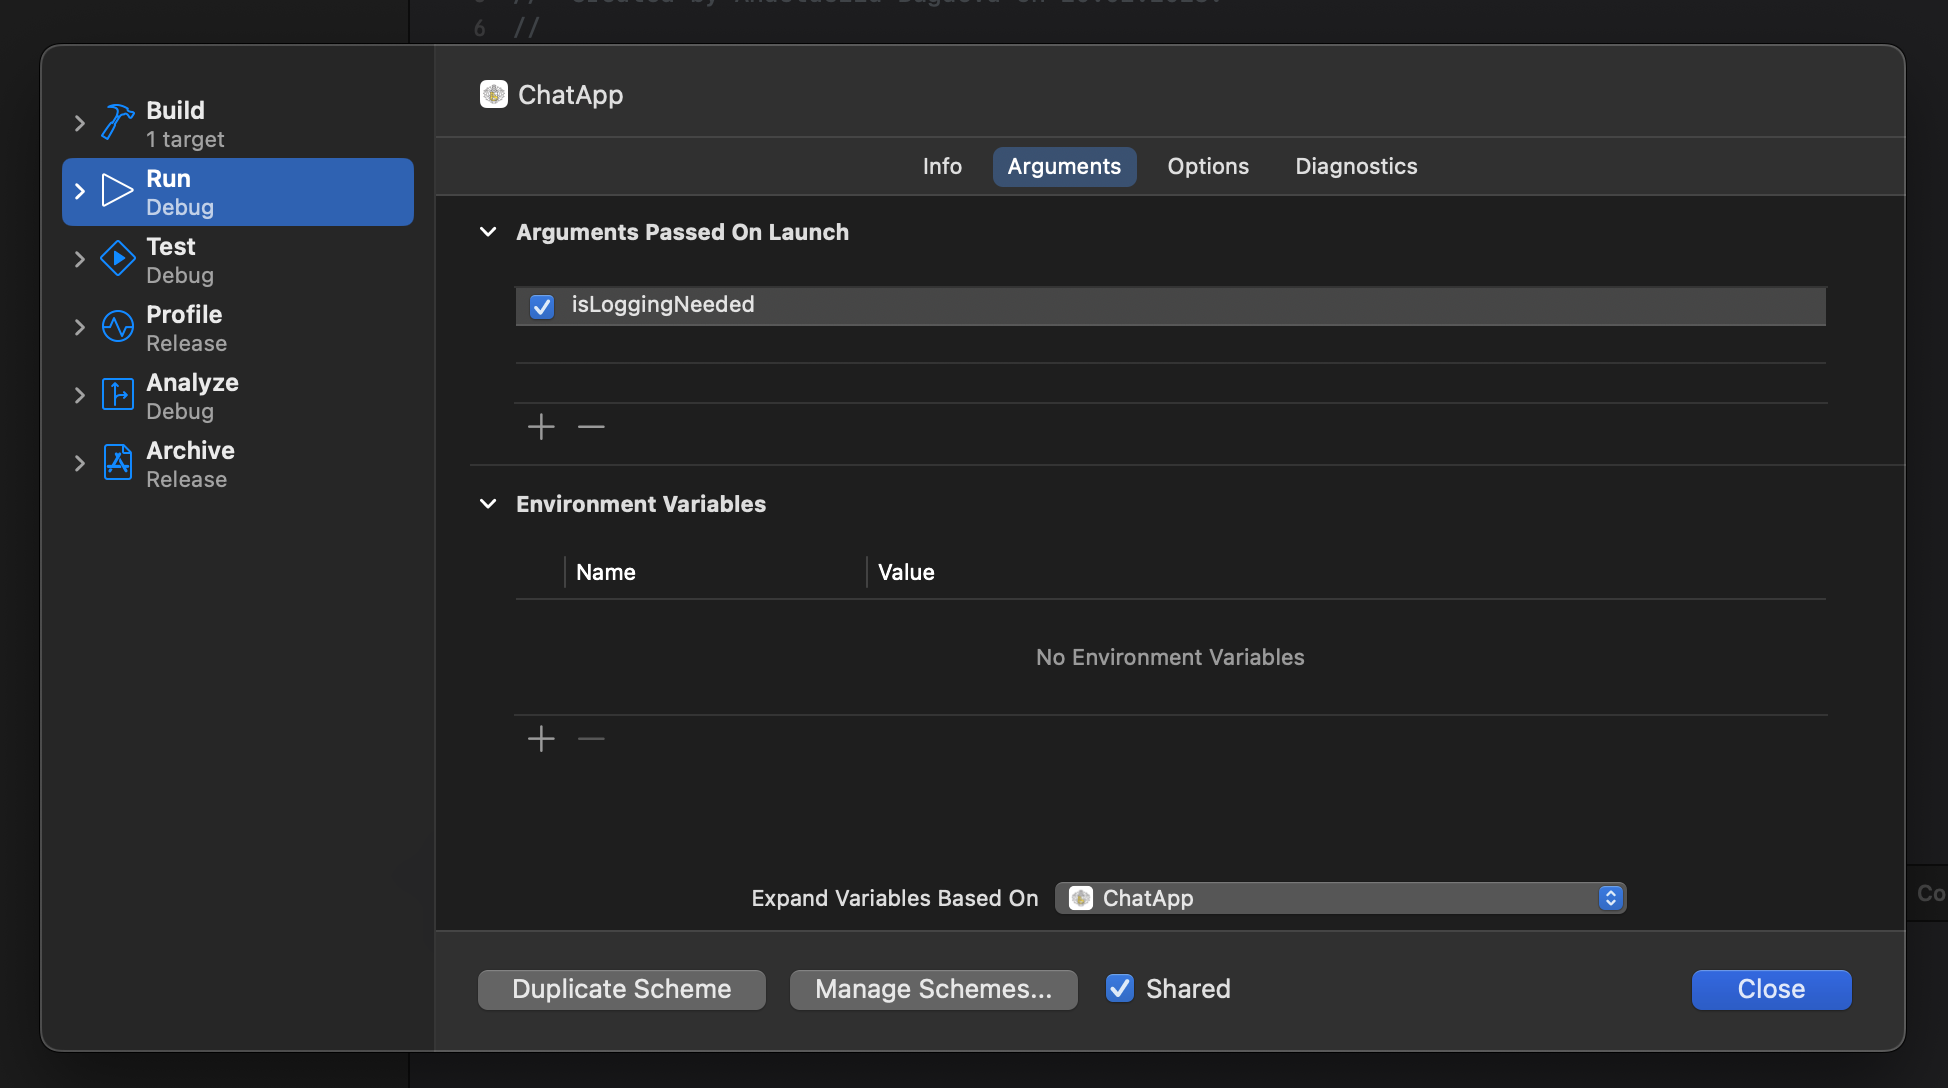 6 //
Build
1 target
Run
Debug
Test
Debug
Profile
Release
Analyze
Debug
Archive
Release
ChatApp
Info Arguments Options Diagnostics
Arguments Passed On Launch
isLoggingNeeded
Environment Variables
Name Value
No Environment Variables
Expand Variables Based On ChatApp
Co
Duplicate Scheme Manage Schemes... Shared Close